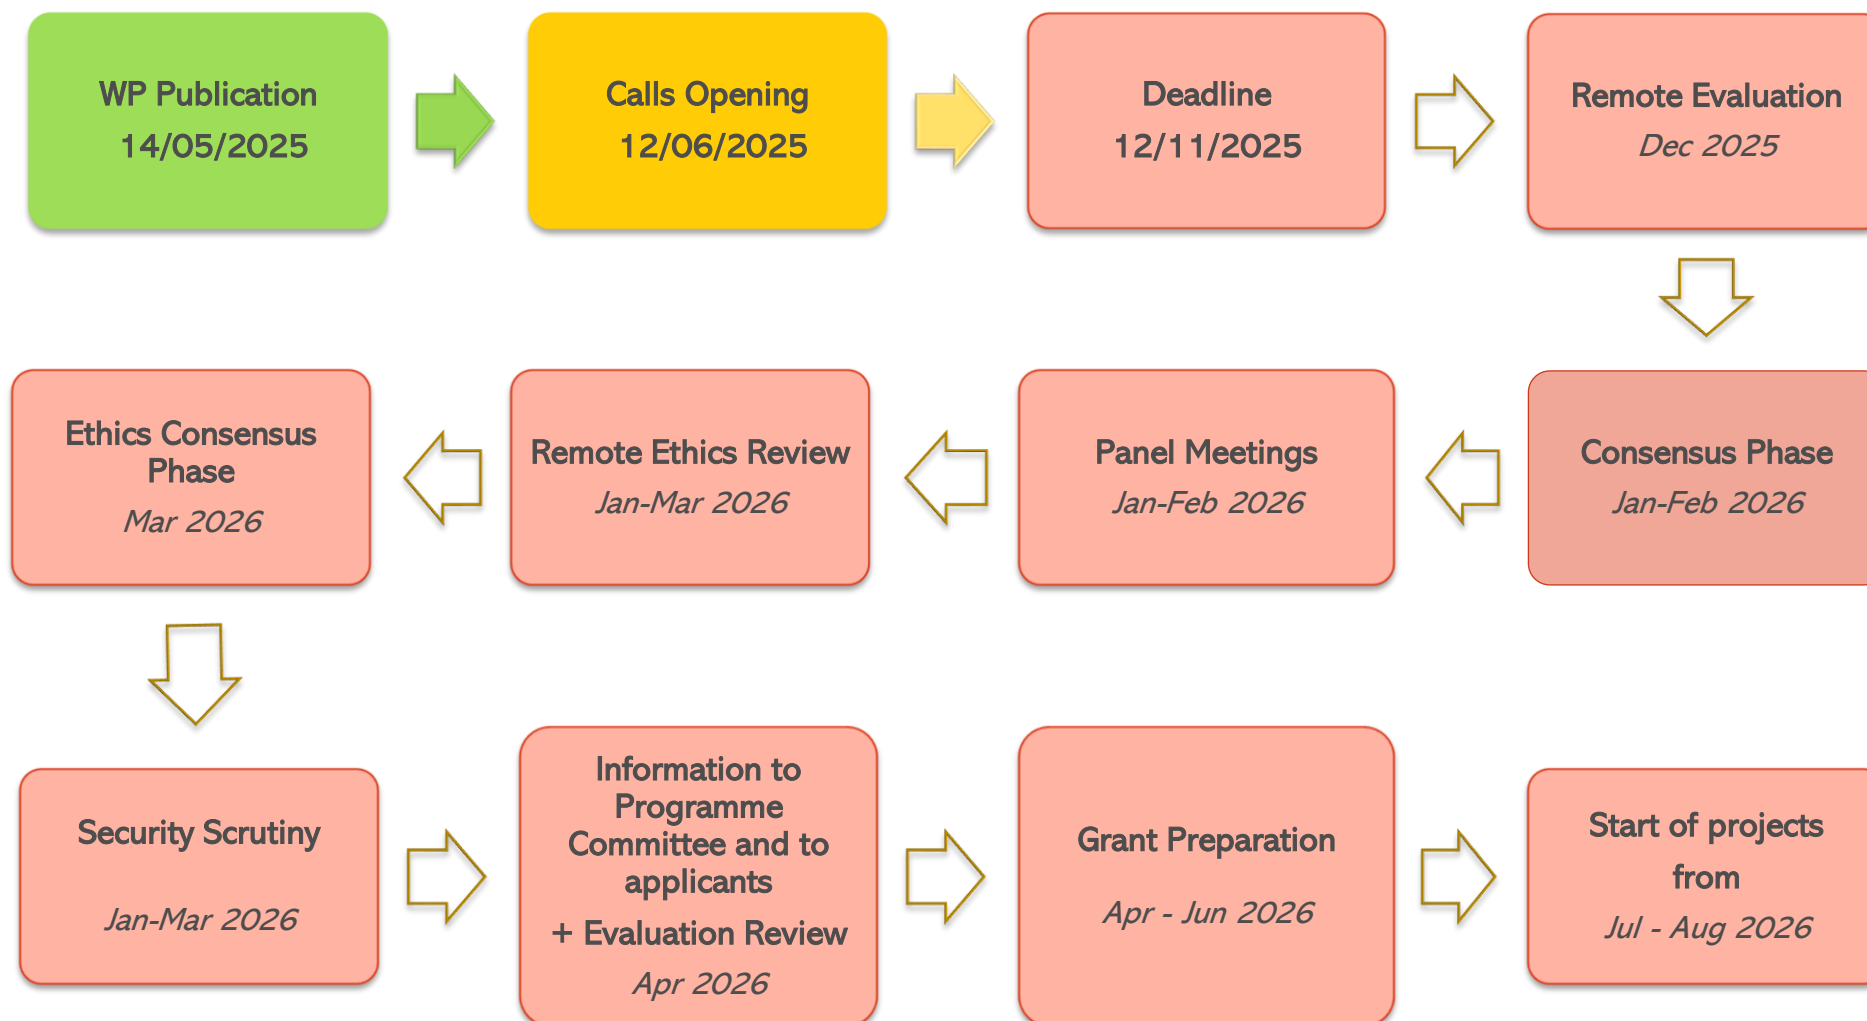 WP Publication
14/05/2025
Calls Opening
12/06/2025
Deadline
12/11/2025
Remote Evaluation
Dec 2025
Consensus Phase
Jan-Feb 2026
Panel Meetings
Jan-Feb 2026
Remote Ethics Review
Jan-Mar 2026
Ethics Consensus
Phase
Mar 2026
Security Scrutiny
Jan-Mar 2026
Information to
Programme
Committee and to
applicants
+ Evaluation Review
Apr 2026
Grant Preparation
Apr - Jun 2026
Start of projects
from
Jul - Aug 2026